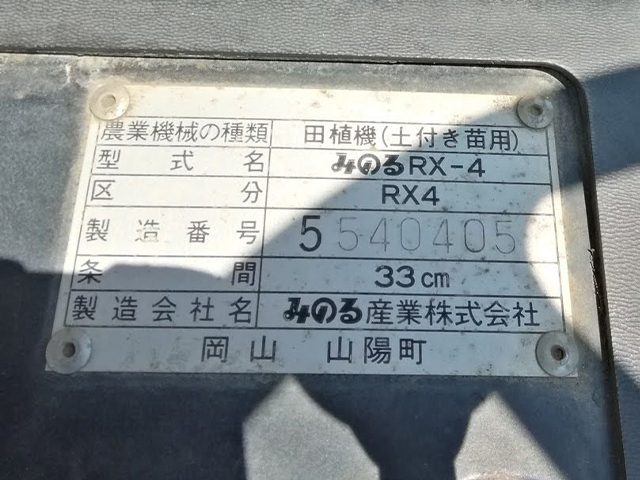 農業機械の種類 田植機(土付き苗用)
型式名 みのるRX-4
区分 RX4
製造番号 5540405
条間 33cm
製造会社名 みのる産業株式会社
岡山 山陽町